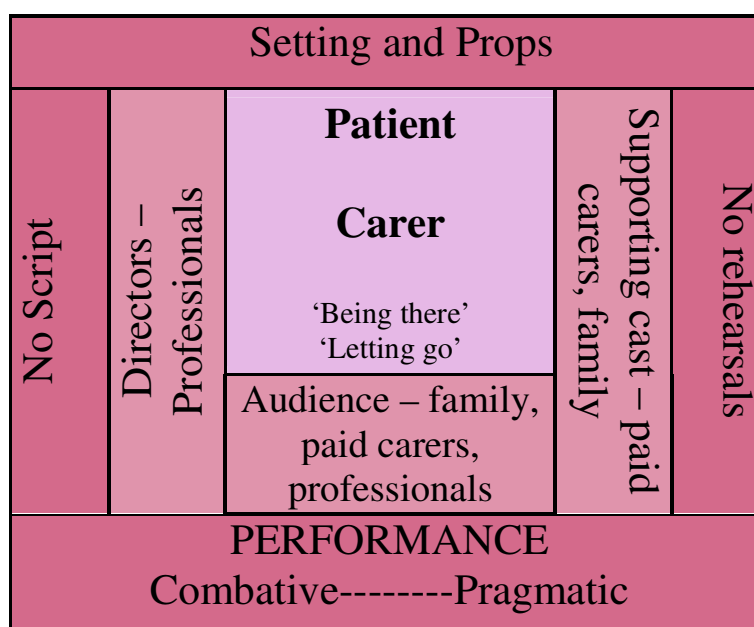 Setting and Props
No Script
Directors –
Professionals
Patient
Carer
‘Being there’
‘Letting go’
Audience – family,
paid carers,
professionals
Supporting cast – paid
carers, family
No rehearsals
PERFORMANCE
Combative--------Pragmatic